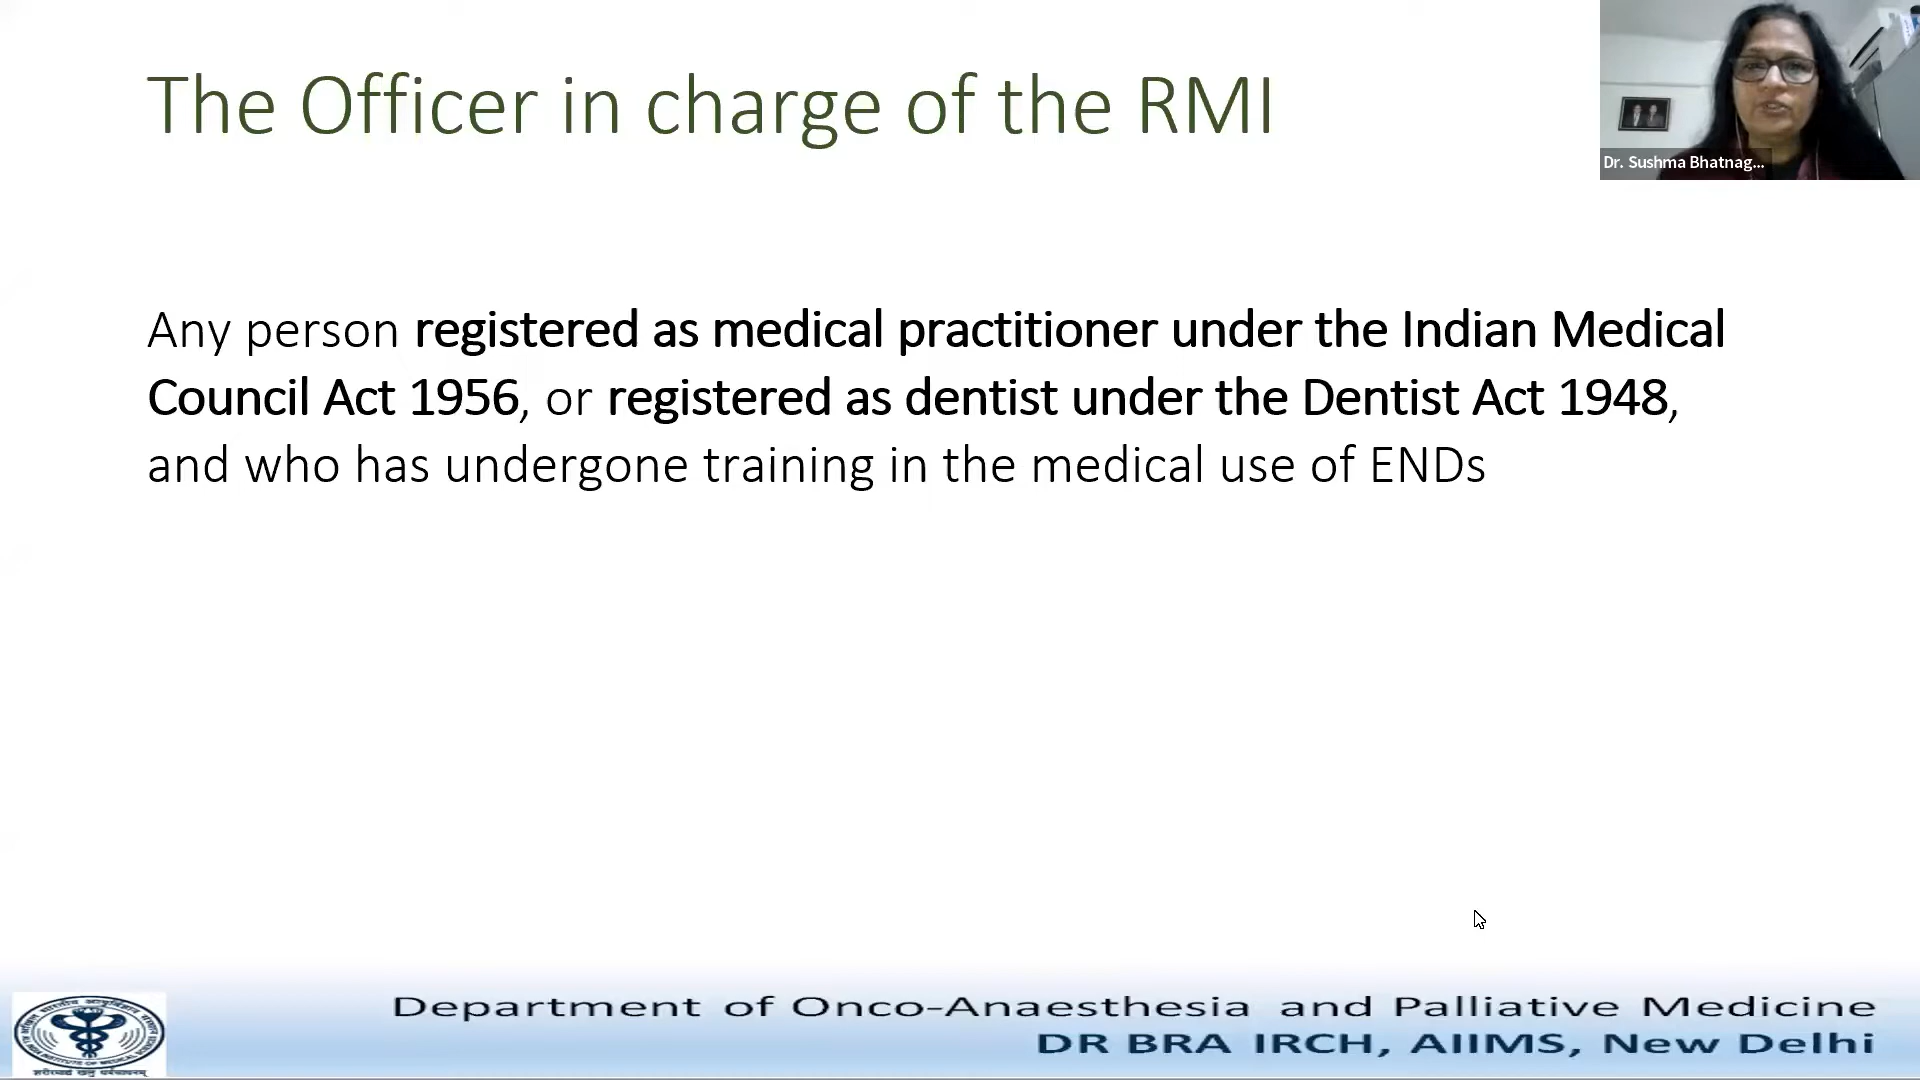 The Officer in charge of the RMI
Dr. Sushma Bhatnag...
Any person registered as medical practitioner under the Indian Medical
Council Act 1956, or registered as dentist under the Dentist Act 1948,
and who has undergone training in the medical use of ENDs
Department of Onco-Anaesthesia and Palliative Medicine
DR BRA IRCH, AIIMS, New Delhi